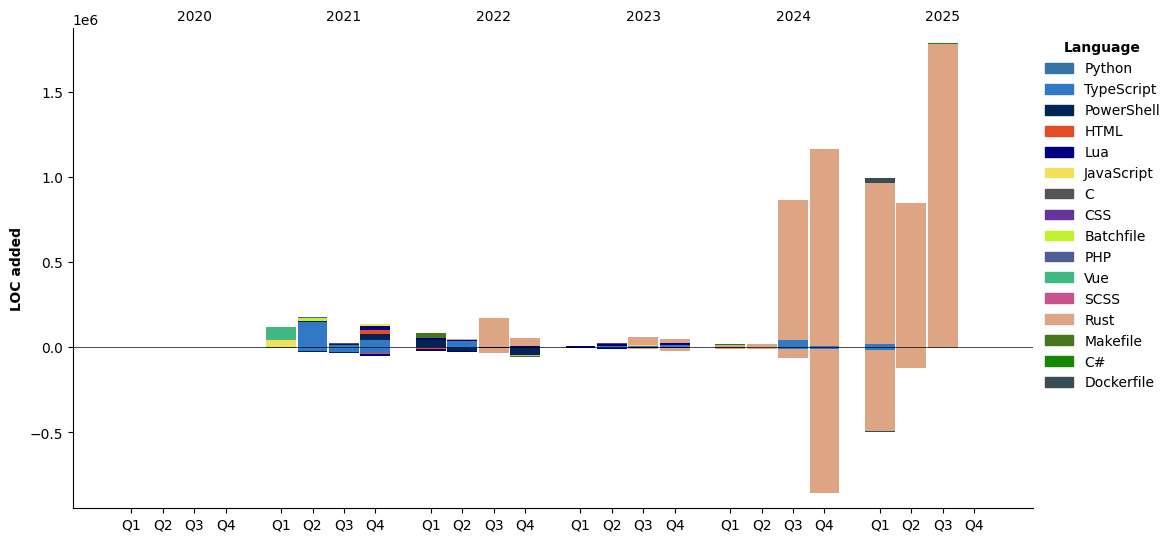 1e6
2020 2021 2022 2023 2024 2025
LOC added
1.5
1.0
0.5
0.0
−0.5
Q1 Q2 Q3 Q4 Q1 Q2 Q3 Q4 Q1 Q2 Q3 Q4 Q1 Q2 Q3 Q4 Q1 Q2 Q3 Q4 Q1 Q2 Q3 Q4
Language
Python
TypeScript
PowerShell
HTML
Lua
JavaScript
C
CSS
Batchfile
PHP
Vue
SCSS
Rust
Makefile
C#
Dockerfile